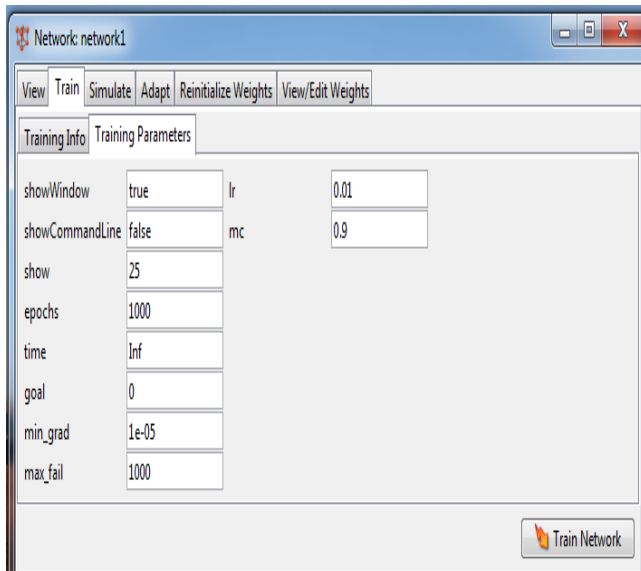 Network: network1
View Train Simulate Adapt Reinitialize Weights View/Edit Weights
Training Info Training Parameters
showWindow true lr 0.01
showCommandLine false mc 0.9
show 25
epochs 1000
time Inf
goal 0
min_grad 1e-05
max_fail 1000
Train Network